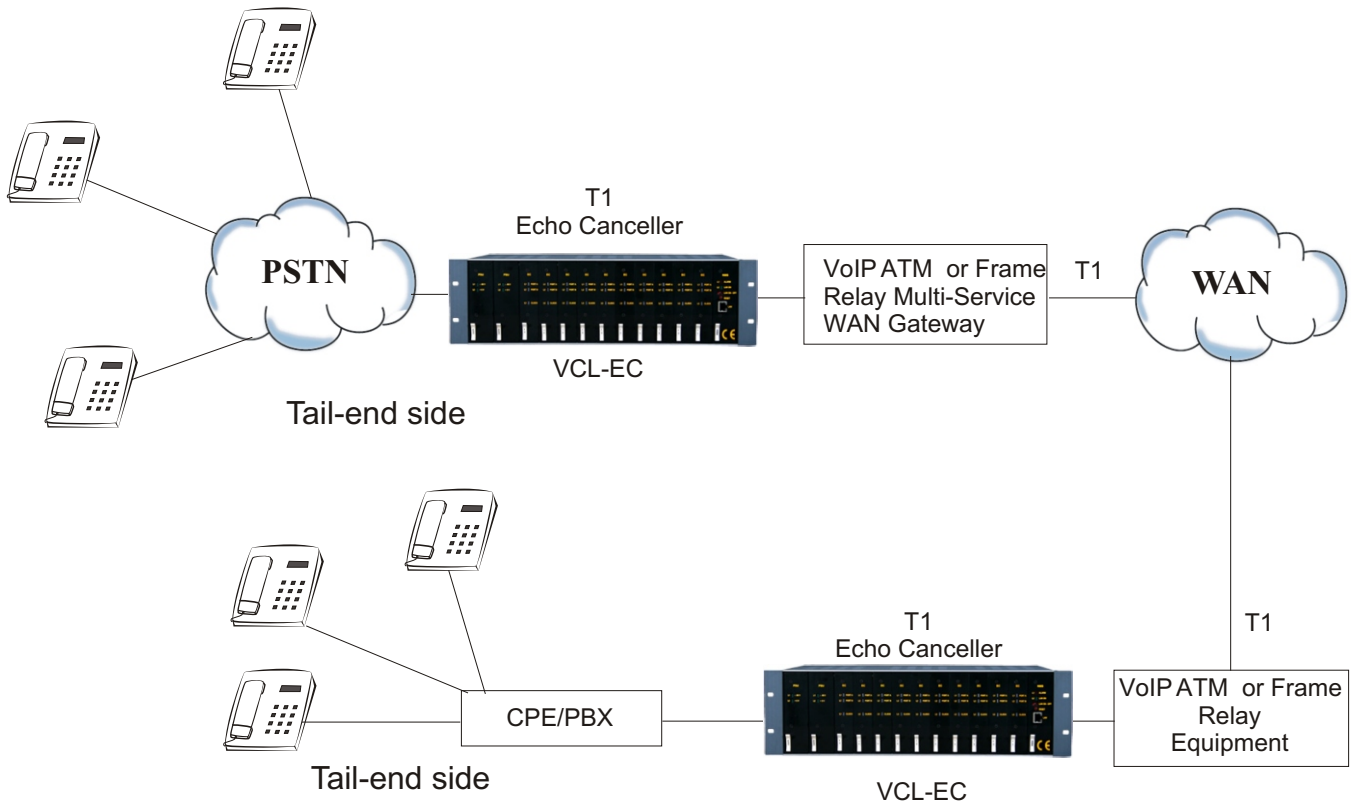 T1
Echo Canceller
PSTN
VoIP ATM or Frame
Relay Multi-Service
WAN Gateway
T1
WAN
VCL-EC
Tail-end side
T1
Echo Canceller
T1
CPE/PBX
VoIP ATM or Frame
Relay
Equipment
Tail-end side
VCL-EC